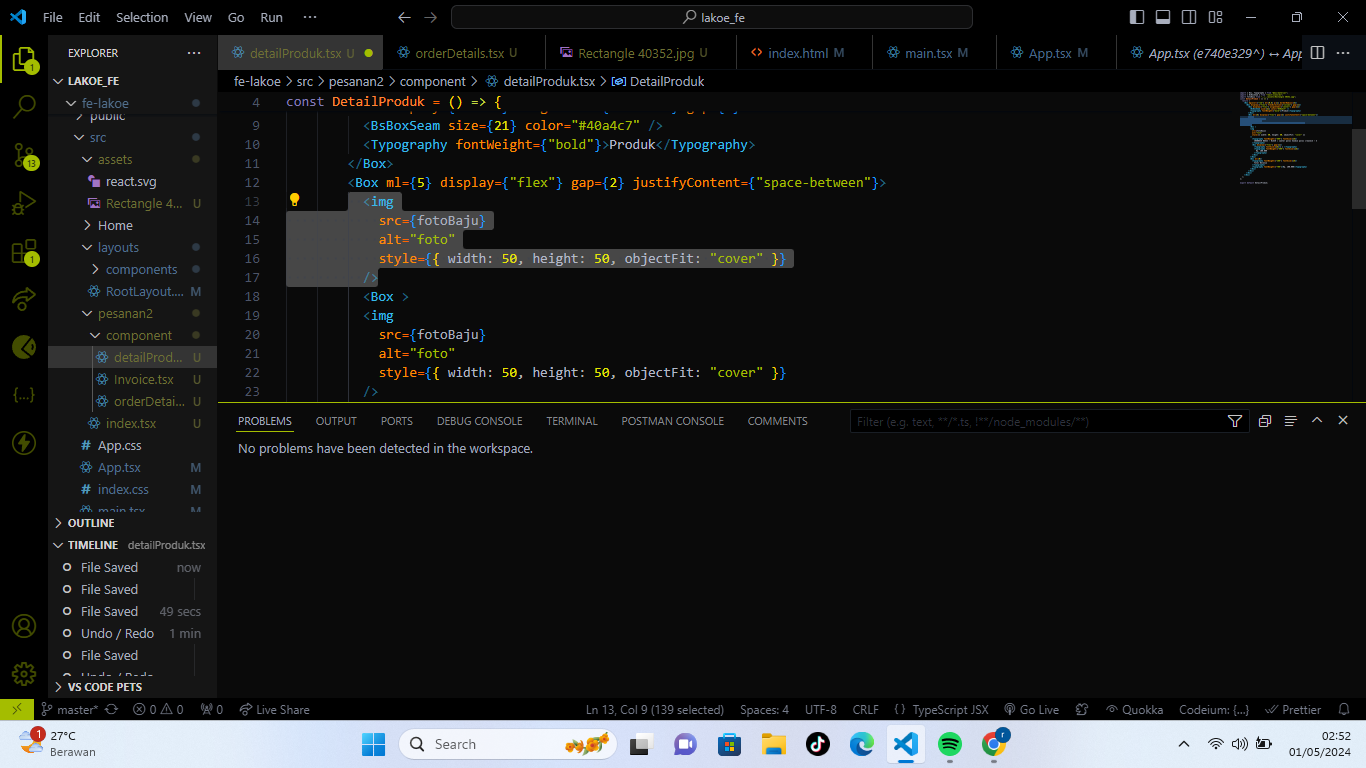 File Edit Selection View Go Run ··· lakoe_fe
EXPLORER ···
detailProduk.tsx U
orderDetails.tsx U
Rectangle 40352.jpg U
index.html M
main.tsx M
App.tsx M
App.tsx (e740e329^) ↔ App
fe-lakoe > src > pesanan2 > component > detailProduk.tsx > DetailProduk
LAKOE_FE
fe-lakoe
public
src
assets
react.svg
Rectangle 4... U
Home
layouts
components
RootLayout.... M
pesanan2
component
detailProd... U
Invoice.tsx U
orderDetai... U
index.tsx U
App.css
App.tsx M
index.css M
main.tsx M
OUTLINE
TIMELINE detailProduk.tsx
File Saved now
File Saved
File Saved 49 secs
Undo / Redo 1 min
File Saved
Undo / Redo
VS CODE PETS
4 const DetailProduk = () => {
9 <BsBoxSeam size={21} color="#40a4c7" />
10 <Typography fontWeight={"bold"}>Produk</Typography>
11 </Box>
12 <Box ml={5} display={"flex"} gap={2} justifyContent={"space-between"}>
13 <img
14 src={fotoBaju}
15 alt="foto"
16 style={{ width: 50, height: 50, objectFit: "cover" }}
17 />
18 <Box >
19 <img
20 src={fotoBaju}
21 alt="foto"
22 style={{ width: 50, height: 50, objectFit: "cover" }}
23 />
PROBLEMS OUTPUT PORTS DEBUG CONSOLE TERMINAL POSTMAN CONSOLE COMMENTS
Filter (e.g. text, **/*.ts, !**/node_modules/**)
No problems have been detected in the workspace.
1
13
1
master* 0 0 0 Live Share
Ln 13, Col 9 (139 selected) Spaces: 4 UTF-8 CRLF { } TypeScript JSX Go Live Quokka Codeium: {...} Prettier
1
27°C
Berawan
Search
r
02:52
01/05/2024